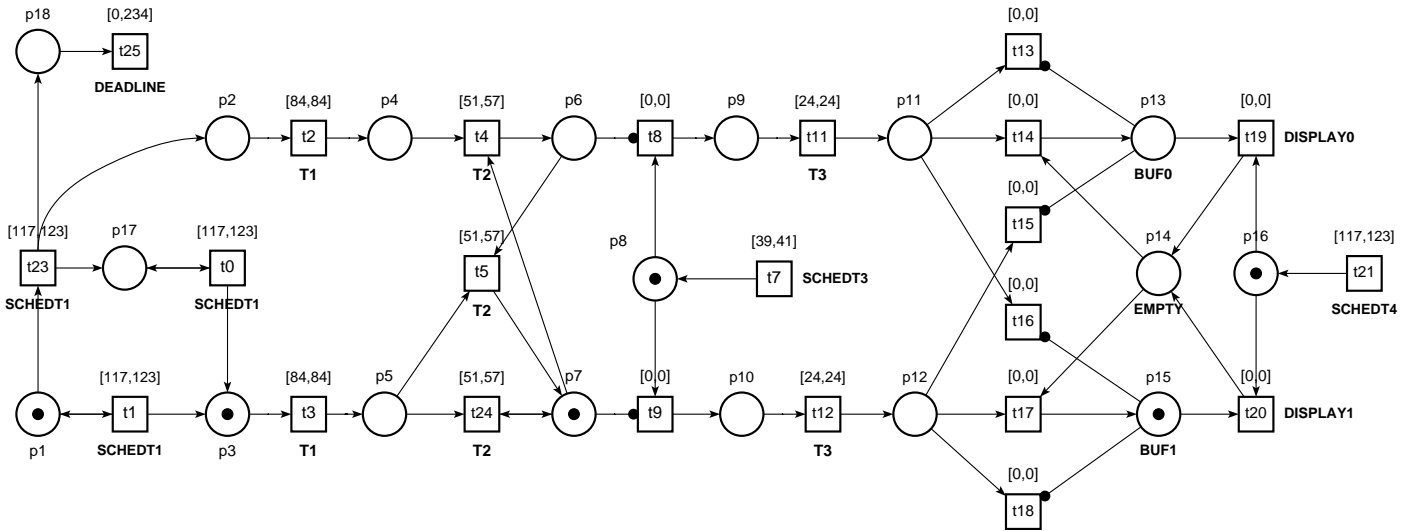 p18 [0,234] [0,0]
t25 t13
DEADLINE
p2 [84,84] p4 [51,57] p6 [0,0] p9 [24,24] p11 [0,0] p13 [0,0]
t2 t4 t8 t11 t14 t19 DISPLAY0
T1 T2 T3 [0,0] BUF0
t15
[117,123] p17 [117,123] [51,57] p8 [39,41] p14 p16 [117,123]
t23 t0 t5 t7 SCHEDT3 t21
SCHEDT1 SCHEDT1 T2 [0,0] EMPTY SCHEDT4
t16
[117,123] [84,84] p5 [51,57] p7 [0,0] p10 [24,24] p12 [0,0] p15 [0,0]
t1 t3 t24 t9 t12 t17 t20 DISPLAY1
p1 SCHEDT1 p3 T1 T2 T3 BUF1
[0,0]
t18